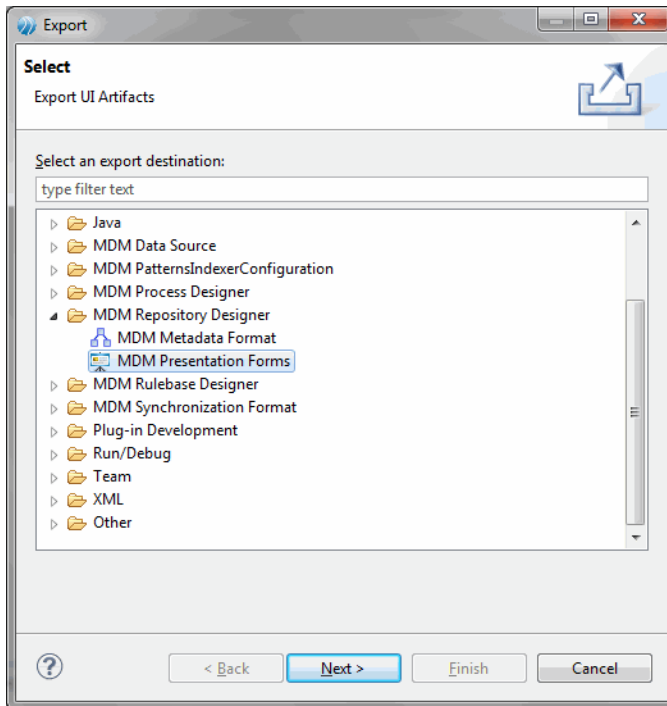 Export
Select
Export UI Artifacts
Select an export destination:
type filter text
Java
MDM Data Source
MDM PatternsIndexerConfiguration
MDM Process Designer
MDM Repository Designer
MDM Metadata Format
MDM Presentation Forms
MDM Rulebase Designer
MDM Synchronization Format
Plug-in Development
Run/Debug
Team
XML
Other
? < Back Next > Finish Cancel